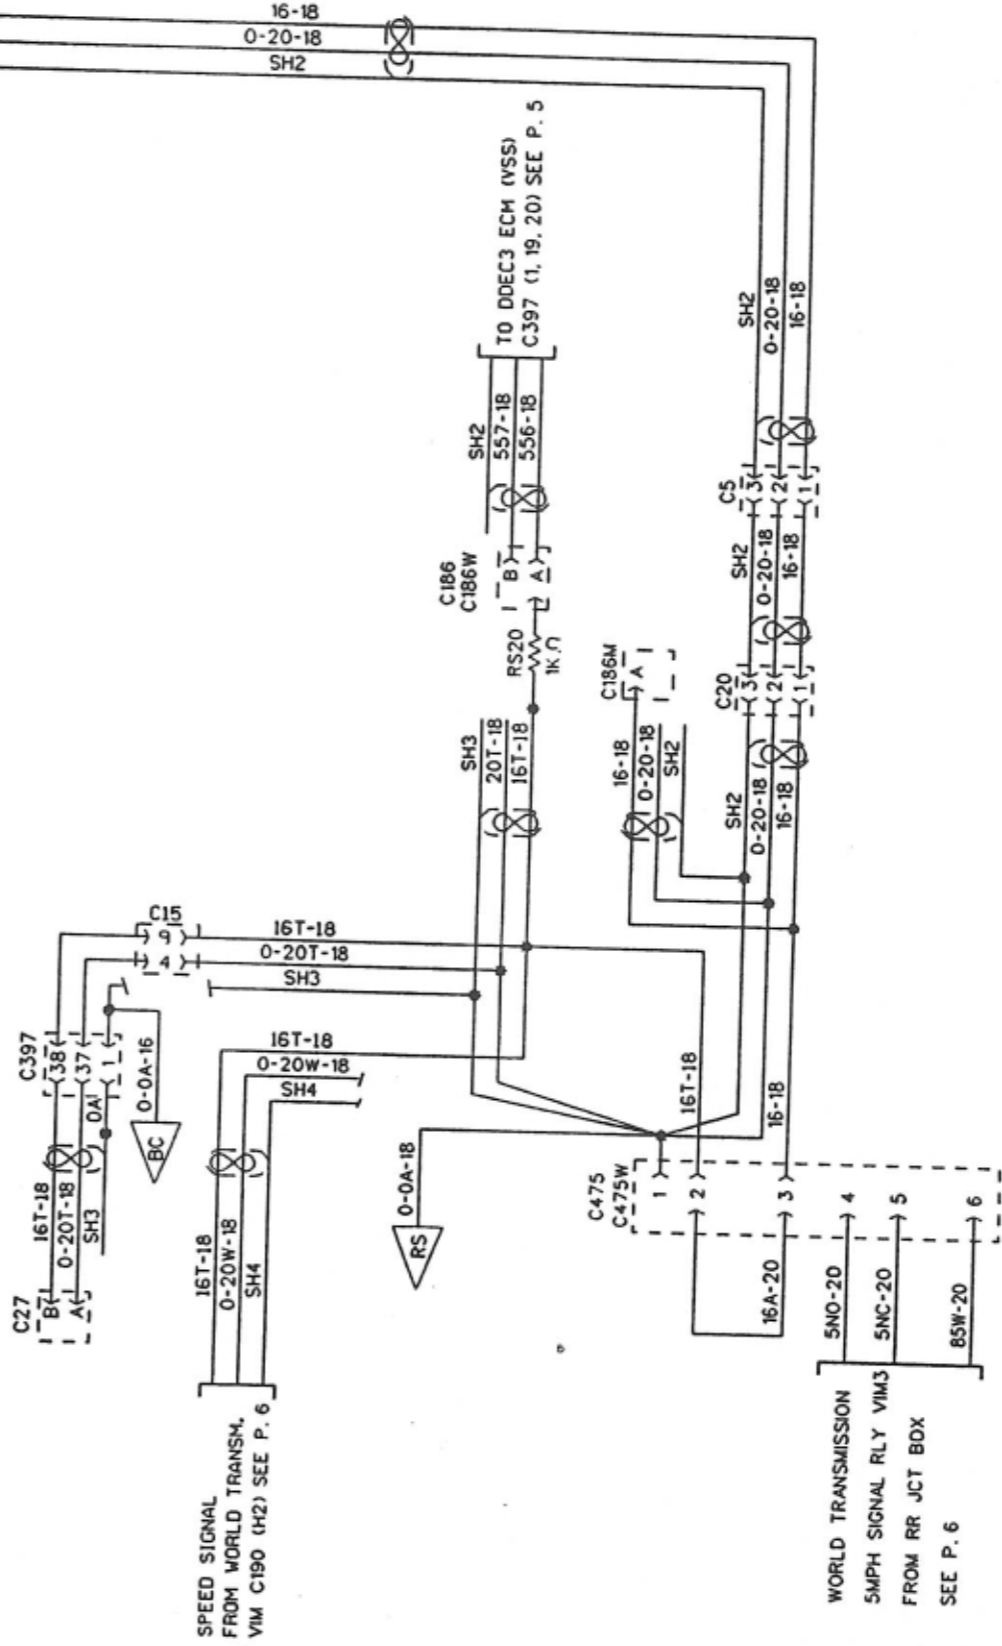 16-18
0-20-18
SH2
TO DDEC3 ECM (VSS)
C397 (1, 19, 20) SEE P. 5
SH2
557-18
556-18
SH2
0-20-18
16-18
C5
3
2
1
C186
C186W
B
A
SH2
0-20-18
16-18
RS20
1K Ω
C186M
A
C20
3
2
1
SH3
20T-18
16T-18
16-18
0-20-18
SH2
SH2
0-20-18
16-18
C15
9
4
16T-18
0-20T-18
SH3
C397
38
37
1
0A
0-0A-16
BC
16T-18
0-20W-18
SH4
16T-18
0-20T-18
SH3
C27
B
A
16T-18
0-20W-18
SH4
0-0A-18
RS
16T-18
16-18
C475
C475W
1
2
3
4
5
6
16A-20
5NO-20
5NC-20
85W-20
SPEED SIGNAL
FROM WORLD TRANSM.
VIM C190 (H2) SEE P. 6
WORLD TRANSMISSION
5MPH SIGNAL RLY VIM3
FROM RR JCT BOX
SEE P. 6